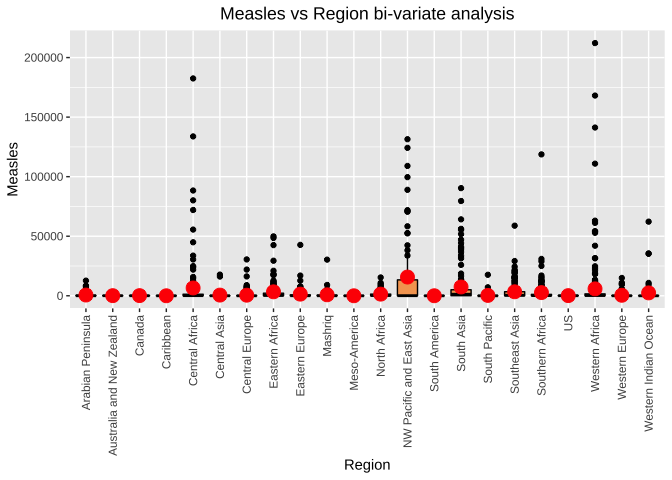 Measles vs Region bi-variate analysis
Measles
200000
150000
100000
50000
0
Arabian Peninsula
Australia and New Zealand
Canada
Caribbean
Central Africa
Central Asia
Central Europe
Eastern Africa
Eastern Europe
Mashriq
Meso-America
North Africa
NW Pacific and East Asia
South America
South Asia
South Pacific
Southeast Asia
Southern Africa
US
Western Africa
Western Europe
Western Indian Ocean
Region